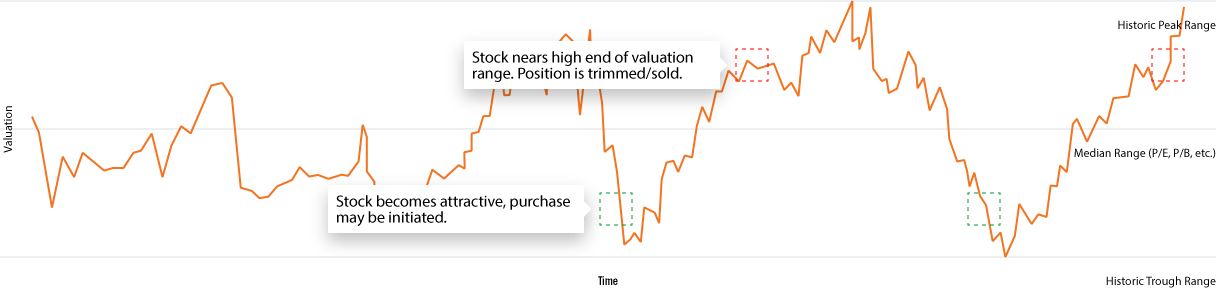 Historic Peak Range
Stock nears high end of valuation
range. Position is trimmed/sold.
Valuation
Median Range (P/E, P/B, etc.)
Stock becomes attractive, purchase
may be initiated.
Time
Historic Trough Range